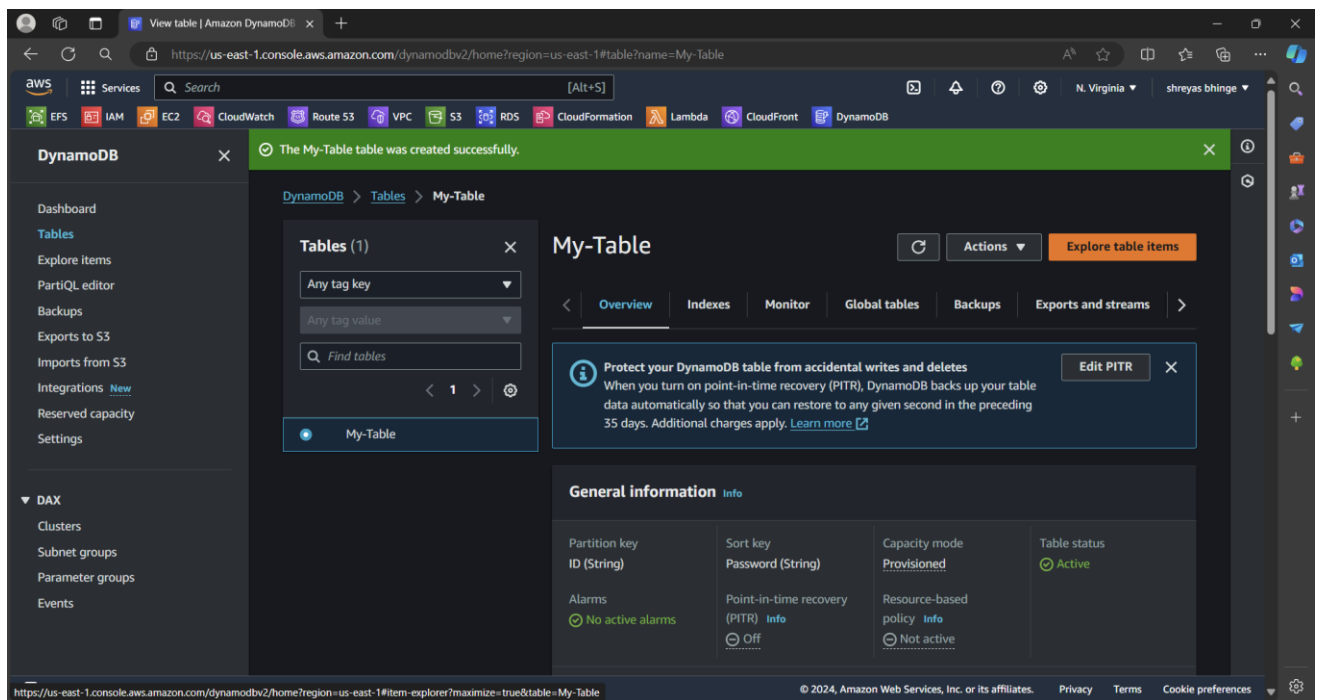 View table | Amazon DynamoDB
https://us-east-1.console.aws.amazon.com/dynamodbv2/home?region=us-east-1#table?name=My-Table
aws Services Search [Alt+S] N. Virginia ▼ shreyas bhinge ▼
EFS IAM EC2 CloudWatch Route 53 VPC S3 RDS CloudFormation Lambda CloudFront DynamoDB
DynamoDB
Dashboard
Tables
Explore items
PartiQL editor
Backups
Exports to S3
Imports from S3
Integrations New
Reserved capacity
Settings
▼ DAX
Clusters
Subnet groups
Parameter groups
Events
The My-Table table was created successfully.
DynamoDB > Tables > My-Table
Tables (1)
Any tag key
Any tag value
Find tables
< 1 >
My-Table
My-Table
Actions ▼
Explore table items
Overview Indexes Monitor Global tables Backups Exports and streams
Protect your DynamoDB table from accidental writes and deletes
When you turn on point-in-time recovery (PITR), DynamoDB backs up your table
data automatically so that you can restore to any given second in the preceding
35 days. Additional charges apply. Learn more
Edit PITR
General information Info
Partition key
ID (String)
Sort key
Password (String)
Capacity mode
Provisioned
Table status
Active
Alarms
No active alarms
Point-in-time recovery
(PITR) Info
Off
Resource-based
policy Info
Not active
https://us-east-1.console.aws.amazon.com/dynamodbv2/home?region=us-east-1#item-explorer?maximize=true&table=My-Table
© 2024, Amazon Web Services, Inc. or its affiliates. Privacy Terms Cookie preferences